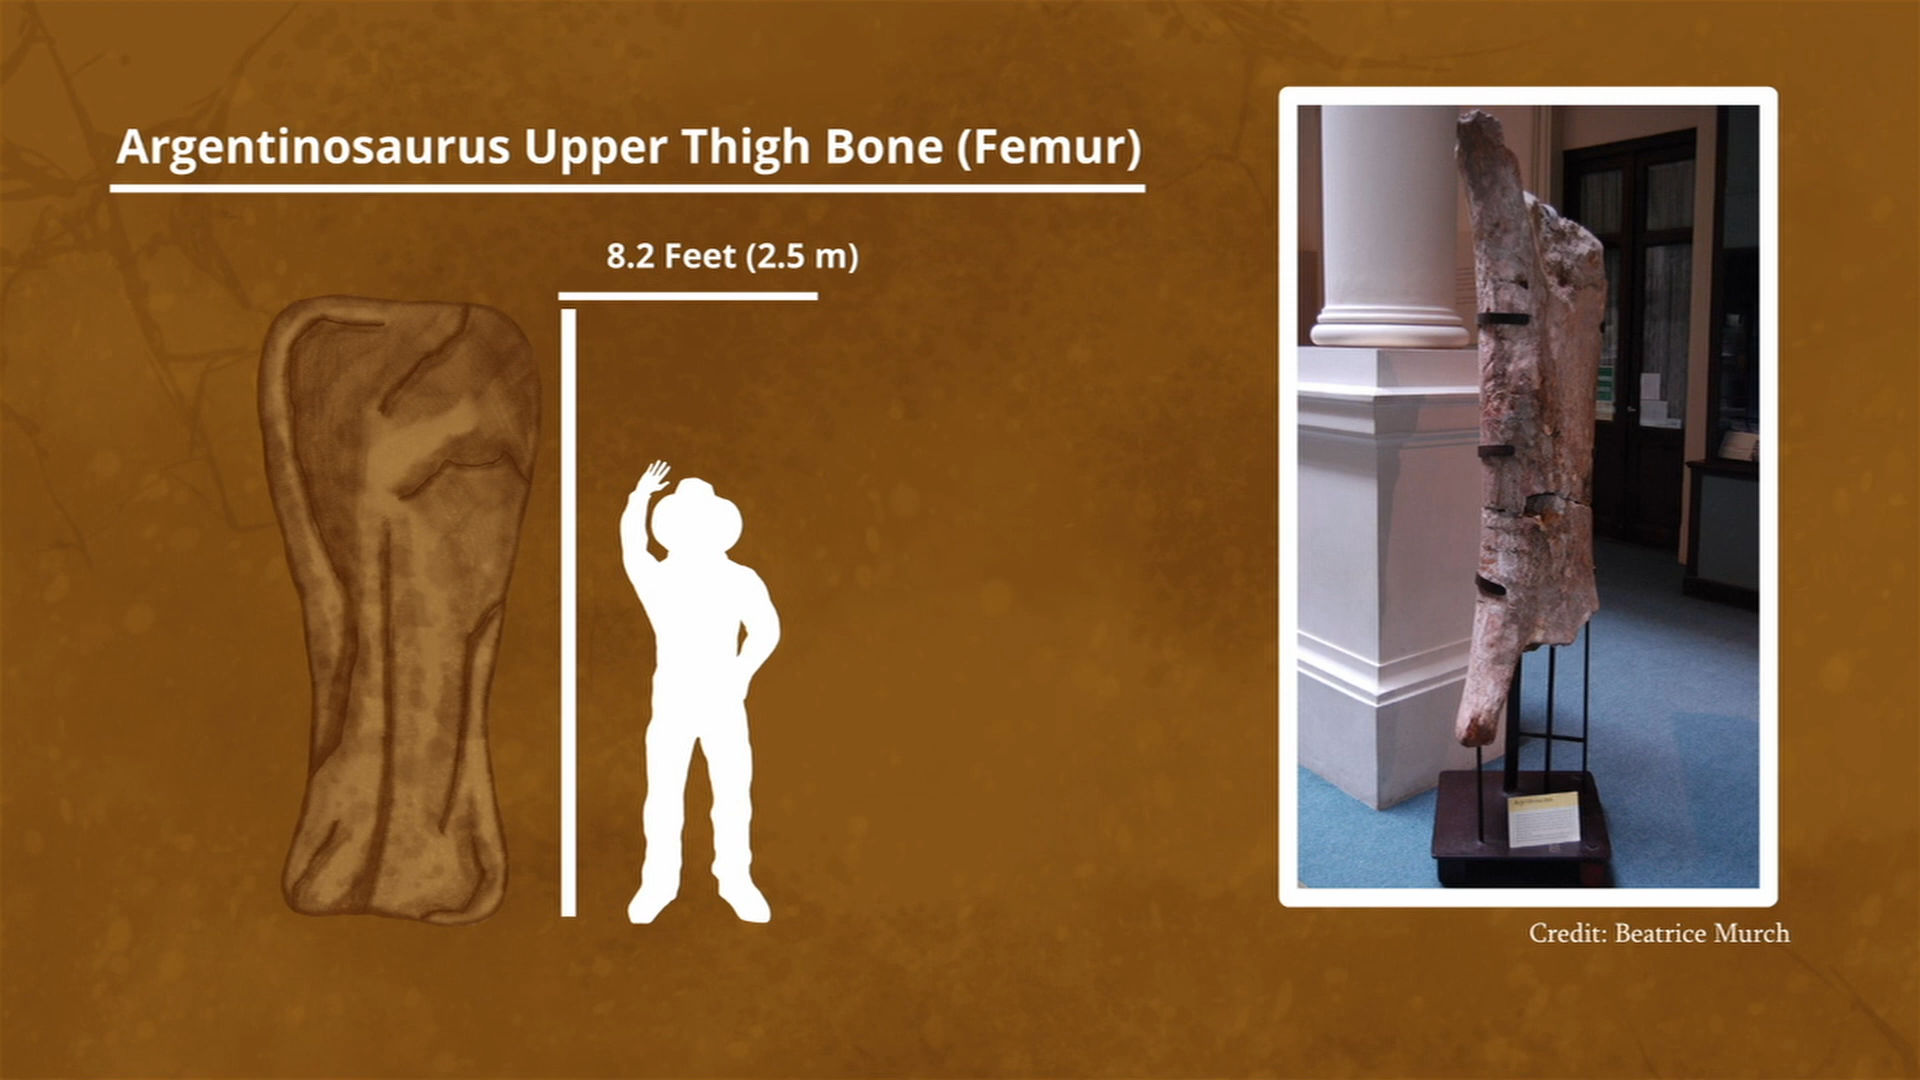 Argentinosaurus Upper Thigh Bone (Femur)
8.2 Feet (2.5 m)
Credit: Beatrice Murch